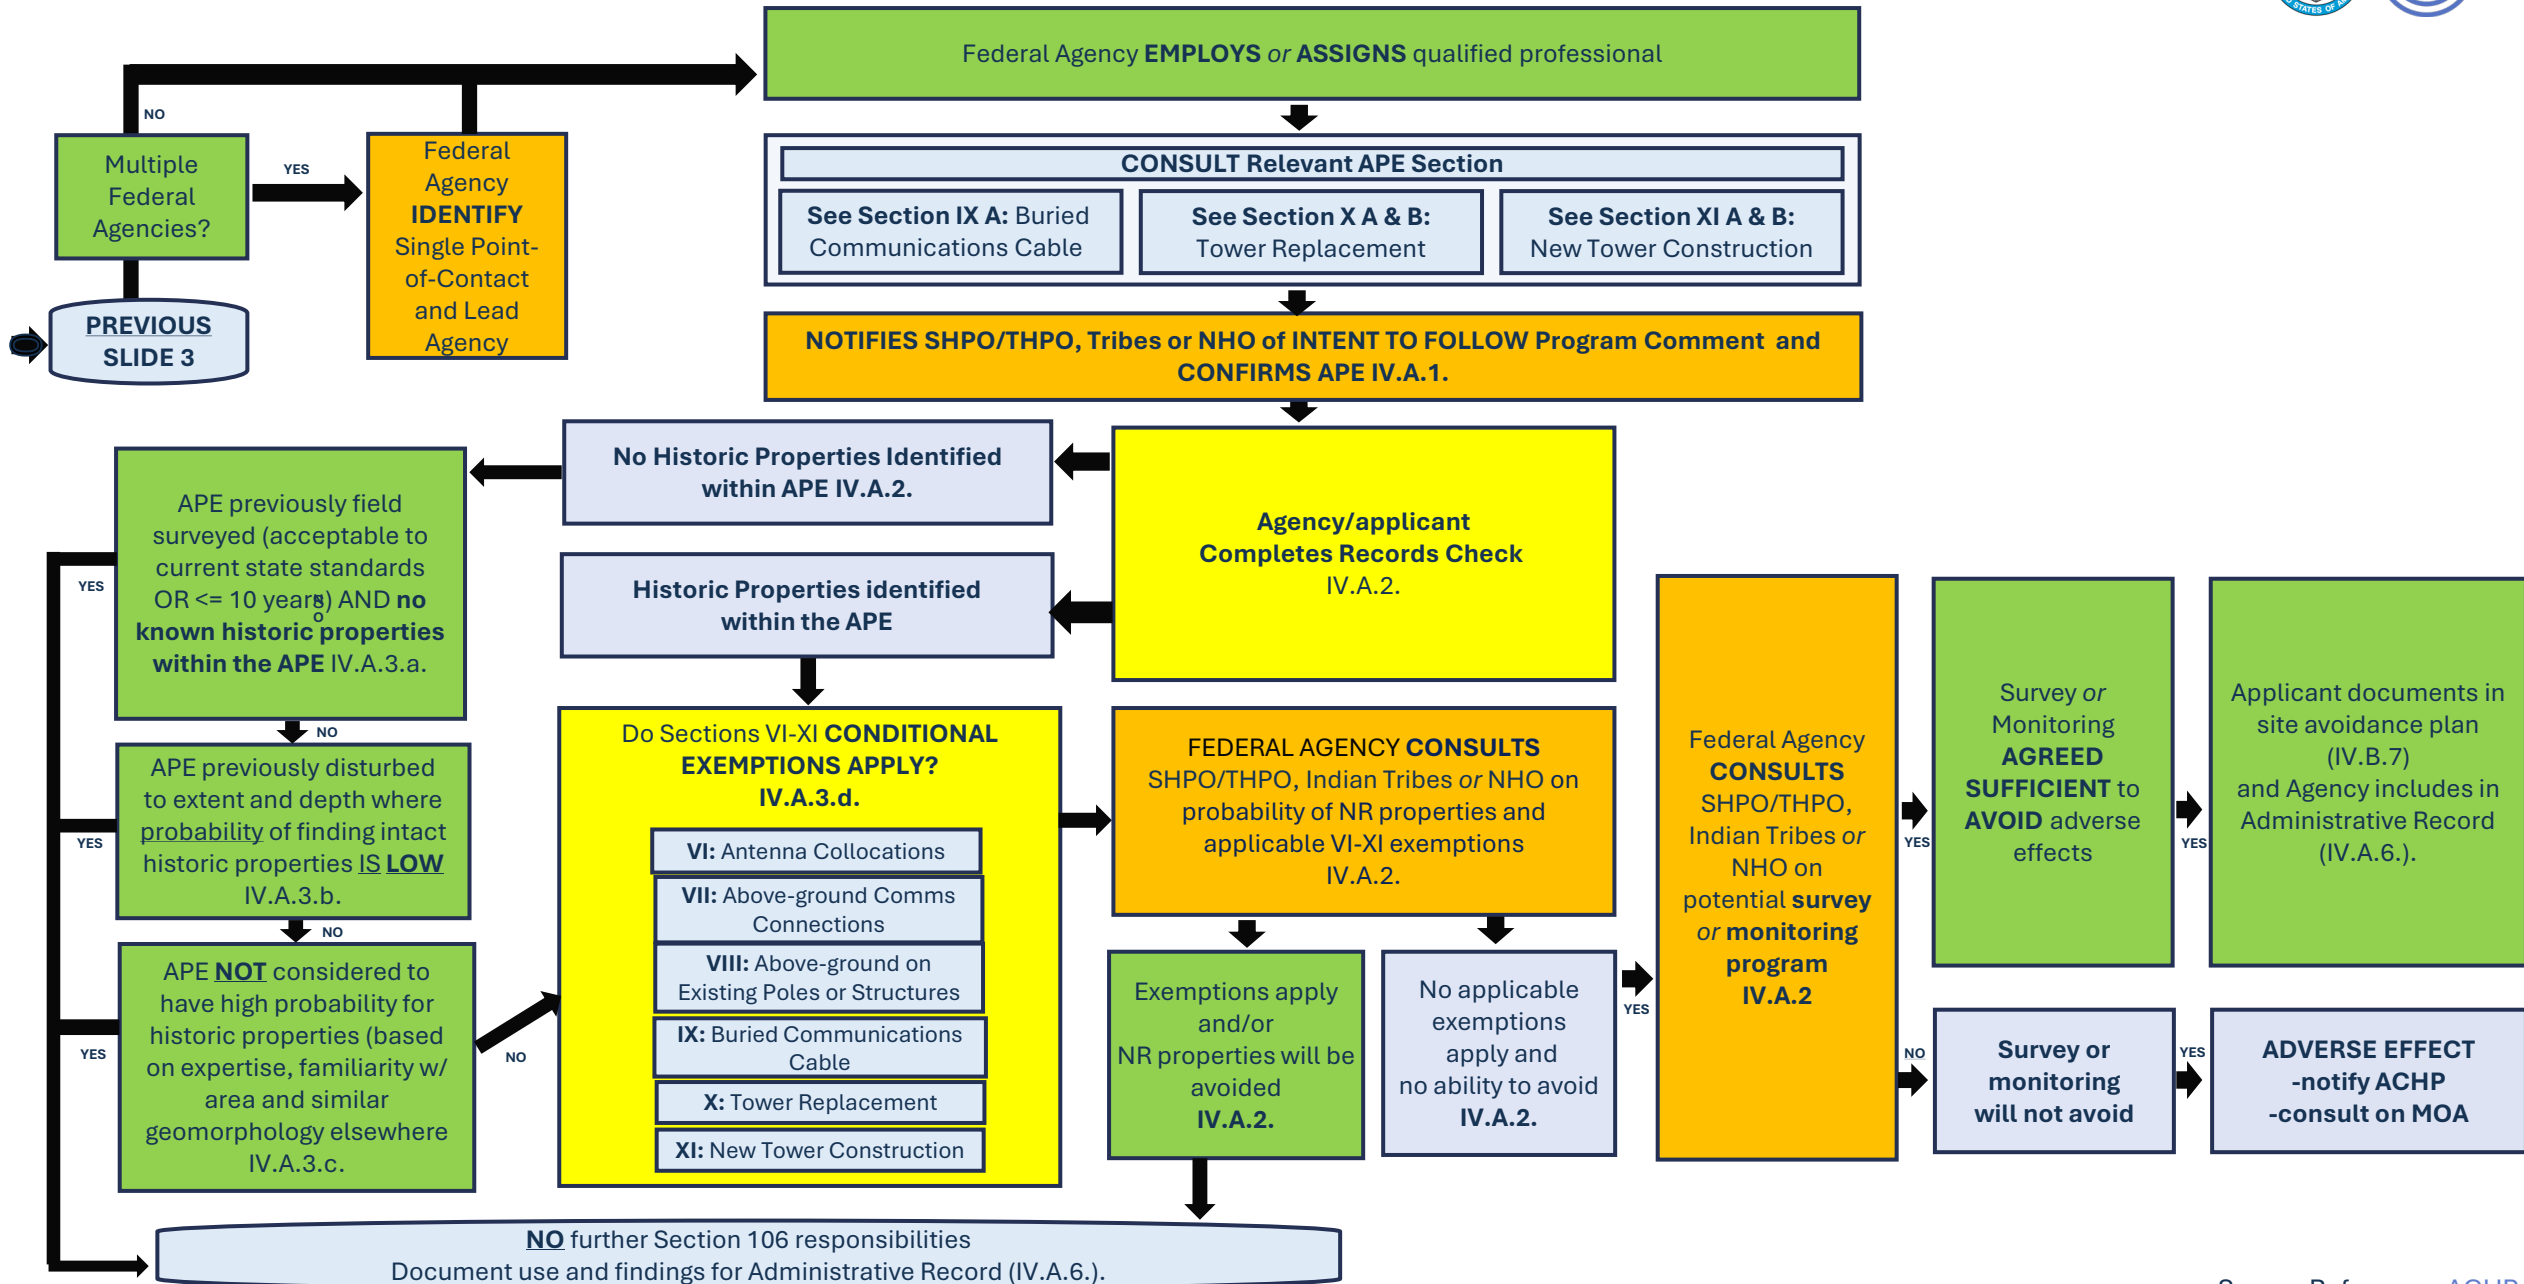 STATES OF
Federal Agency EMPLOYS or ASSIGNS qualified professional
NO
Multiple
Federal
Agencies?
YES
Federal
Agency
IDENTIFY
Single Point-
of-Contact
and Lead
Agency
PREVIOUS
SLIDE 3
CONSULT Relevant APE Section
See Section IX A: Buried
Communications Cable
See Section X A & B:
Tower Replacement
See Section XI A & B:
New Tower Construction
NOTIFIES SHPO/THPO, Tribes or NHO of INTENT TO FOLLOW Program Comment and
CONFIRMS APE IV.A.1.
Agency/applicant
Completes Records Check
IV.A.2.
No Historic Properties Identified
within APE IV.A.2.
Historic Properties identified
within the APE
APE previously field
surveyed (acceptable to
current state standards
OR <= 10 years) AND no
known historic properties
within the APE IV.A.3.a.
YES
NO
APE previously disturbed
to extent and depth where
probability of finding intact
historic properties IS LOW
IV.A.3.b.
YES
NO
APE NOT considered to
have high probability for
historic properties (based
on expertise, familiarity w/
area and similar
geomorphology elsewhere
IV.A.3.c.
YES
NO
Do Sections VI-XI CONDITIONAL
EXEMPTIONS APPLY?
IV.A.3.d.
VI: Antenna Collocations
VII: Above-ground Comms
Connections
VIII: Above-ground on
Existing Poles or Structures
IX: Buried Communications
Cable
X: Tower Replacement
XI: New Tower Construction
FEDERAL AGENCY CONSULTS
SHPO/THPO, Indian Tribes or NHO on
probability of NR properties and
applicable VI-XI exemptions
IV.A.2.
Exemptions apply
and/or
NR properties will be
avoided
IV.A.2.
No applicable
exemptions
apply and
no ability to avoid
IV.A.2.
YES
Federal Agency
CONSULTS
SHPO/THPO,
Indian Tribes or
NHO on
potential survey
or monitoring
program
IV.A.2
YES
Survey or
Monitoring
AGREED
SUFFICIENT to
AVOID adverse
effects
YES
Applicant documents in
site avoidance plan
(IV.B.7)
and Agency includes in
Administrative Record
(IV.A.6.).
NO
Survey or
monitoring
will not avoid
YES
ADVERSE EFFECT
-notify ACHP
-consult on MOA
NO further Section 106 responsibilities
Document use and findings for Administrative Record (IV.A.6.).